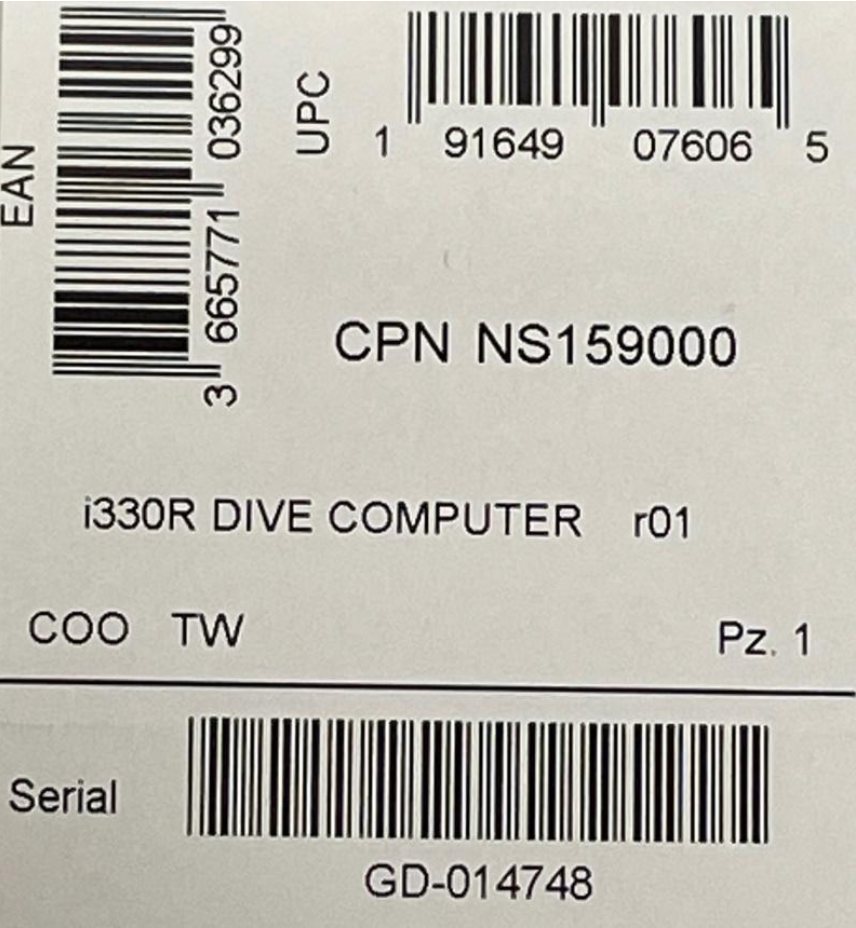 EAN
3 665771 036299
UPC
1 91649 07606 5
CPN NS159000
i330R DIVE COMPUTER r01
COO TW
Pz. 1
Serial
GD-014748